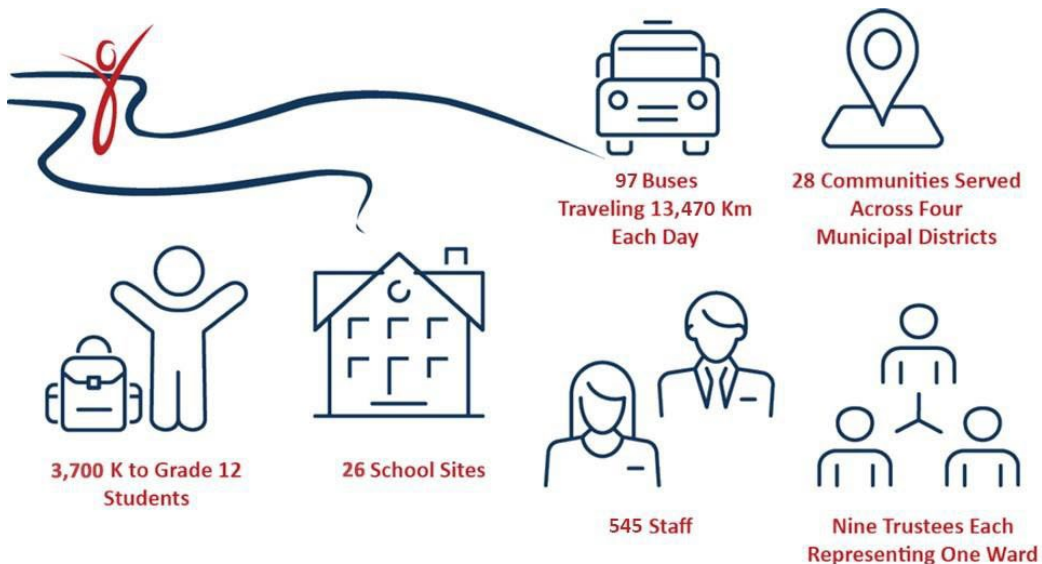 97 Buses
Traveling 13,470 Km
Each Day
28 Communities Served
Across Four
Municipal Districts
3,700 K to Grade 12
Students
26 School Sites
545 Staff
Nine Trustees Each
Representing One Ward